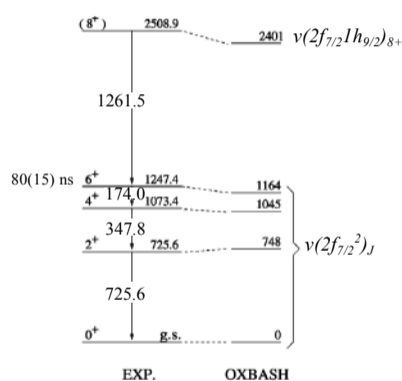 (8⁺) 2508.9
2401 ν(2f7/21h9/2)8+
1261.5
80(15) ns 6⁺ 1247.4 1164
174.0
4⁺ 1073.4 1045
347.8
2⁺ 725.6 748 ν(2f7/2²)J
725.6
0⁺ g.s. 0
EXP. OXBASH